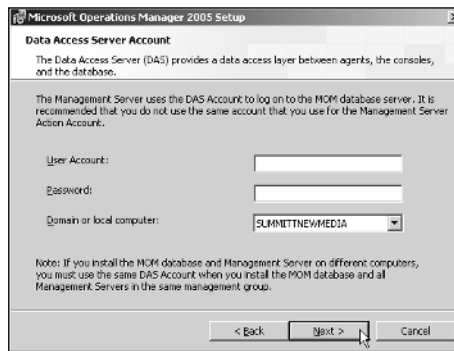 Microsoft Operations Manager 2005 Setup
Data Access Server Account
The Data Access Server (DAS) provides a data access layer between agents, the consoles,
and the database.
The Management Server uses the DAS Account to log on to the MOM database server. It is
recommended that you do not use the same account that you use for the Management Server
Action Account.
User Account:
Password:
Domain or local computer:
SUMMITTNEWMEDIA
Note: If you install the MOM database and Management Server on different computers,
you must use the same DAS Account when you install the MOM database and all
Management Servers in the same management group.
< Back
Next >
Cancel